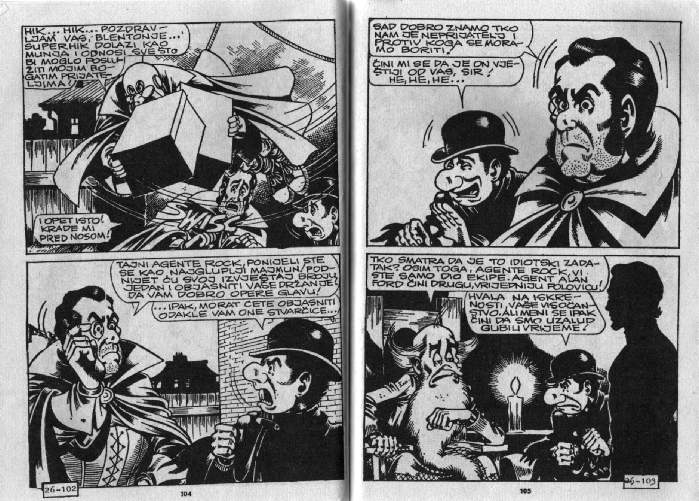 HIK... HIK.... POZDRAV-
LJAM VAS, BLENTONJE...!
SUPERHIK DOLAZI KAO
MUNJA I ODNOSI SVE ŠTO
BI MOGLO POSLU-
ŽITI MOJIM BO-
GATIM PRIJATE-
LJIMA!
I OPET ISTO!
KRADE MI
PRED NOSOM!
TAJNI AGENTE ROCK, PONIJELI STE
SE KAO NAJGLUPLJI MAJMUN! POD-
NIJET ĆU SVOJ IZVJEŠTAJ BROJU
JEDAN I OBJASNITI VAŠE DRŽANJE!
DA VAM DOBRO OPERE GLAVU!
... IPAK, MORAT ĆETE OBJASNITI
ODAKLE VAM ONE STVARČICE...
26-102
104
SAD DOBRO ZNAMO TKO
NAM JE NEPRIJATELJ I
PROTIV KOGA SE MORA-
MO BORITI!
ČINI MI SE DA JE ON VJE-
ŠTIJI OD VAS, SIR!
HE, HE, HE...
TKO SMATRA DA JE TO IDIOTSKI ZADA-
TAK? OSIM TOGA, AGENTE ROCK, VI
STE SAMO DIO EKIPE. AGENT ALAN
FORD ČINI DRUGU, VRIJEDNIJU POLOVICU!
HVALA NA ISKRE-
NOSTI, VAŠE VISOČAN-
STVO. ALI MENI SE IPAK
ČINI DA SMO UZALUD
GUBILI VRIJEME!
105
26-103